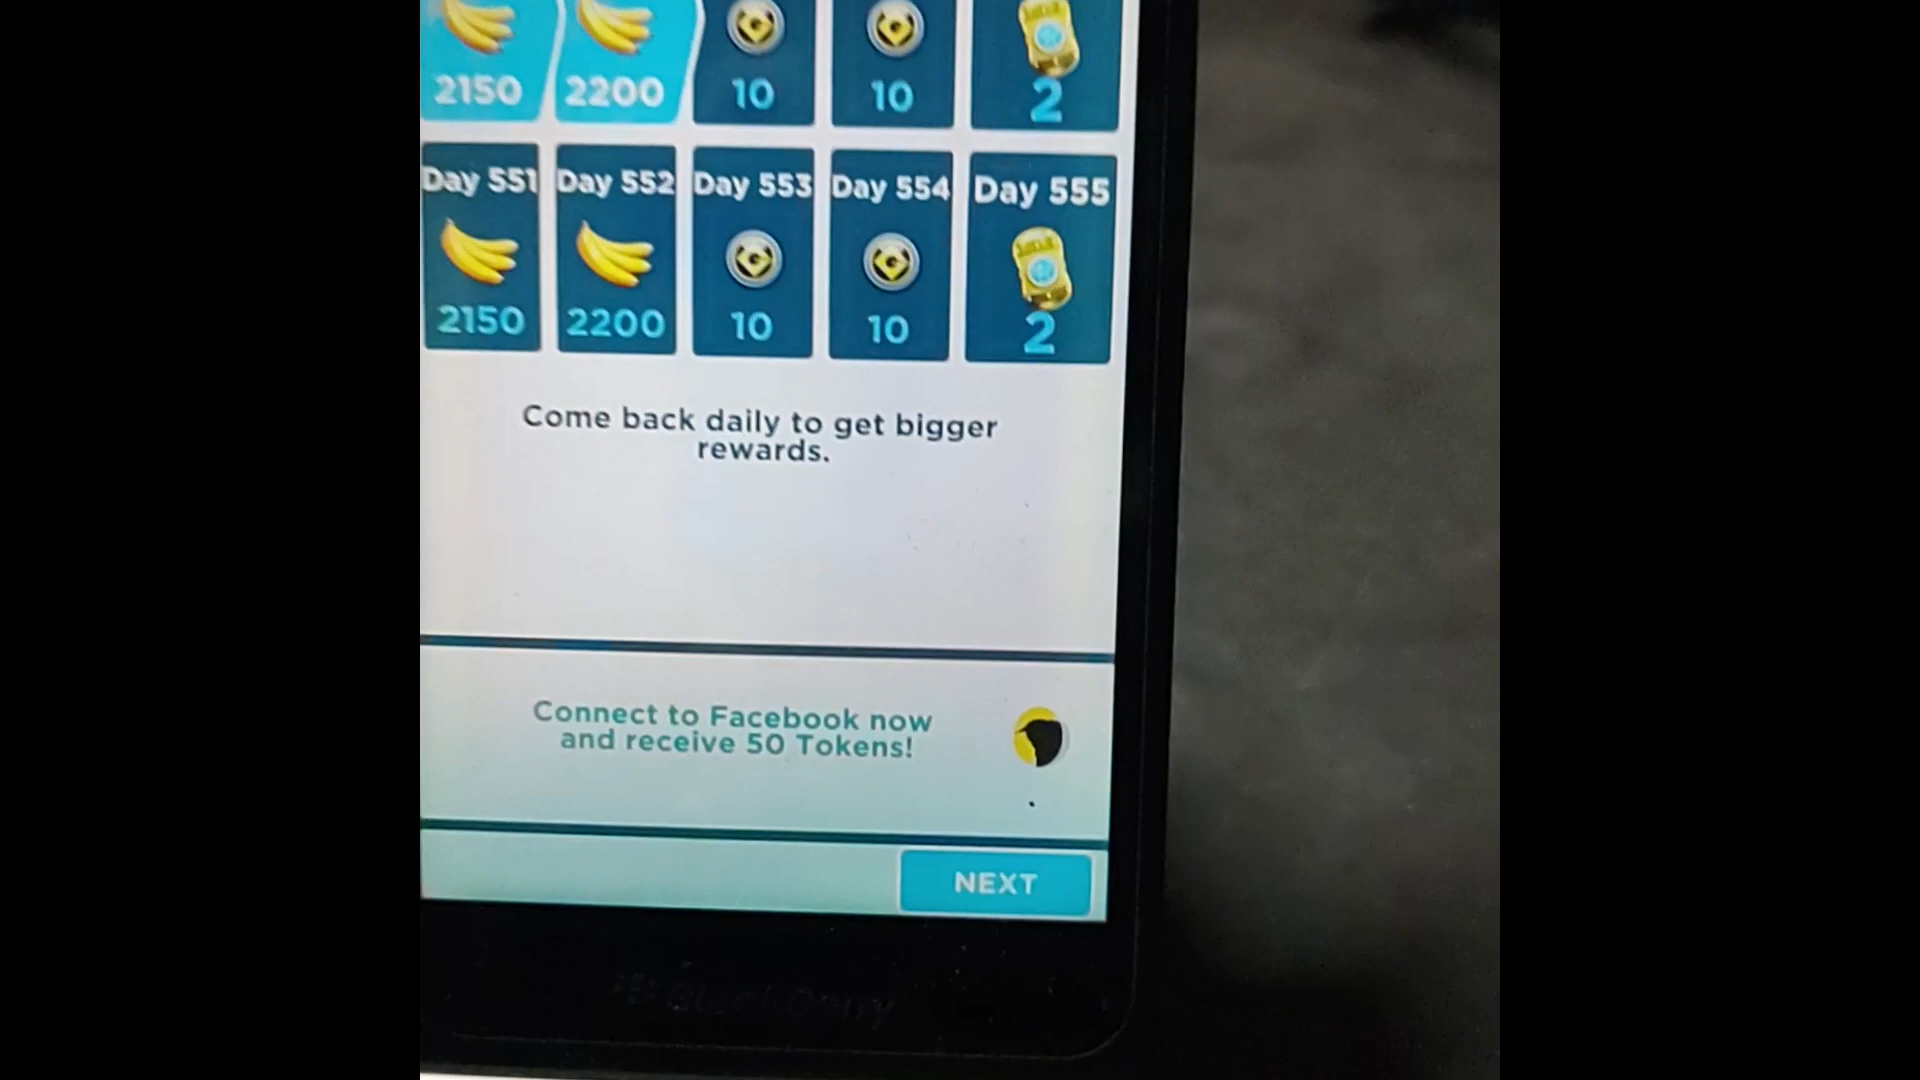 2150 2200 10 10 2
Day 551 Day 552 Day 553 Day 554 Day 555
2150 2200 10 10 2
Come back daily to get bigger
rewards.
Connect to Facebook now
and receive 50 Tokens!
NEXT
BlackBerry